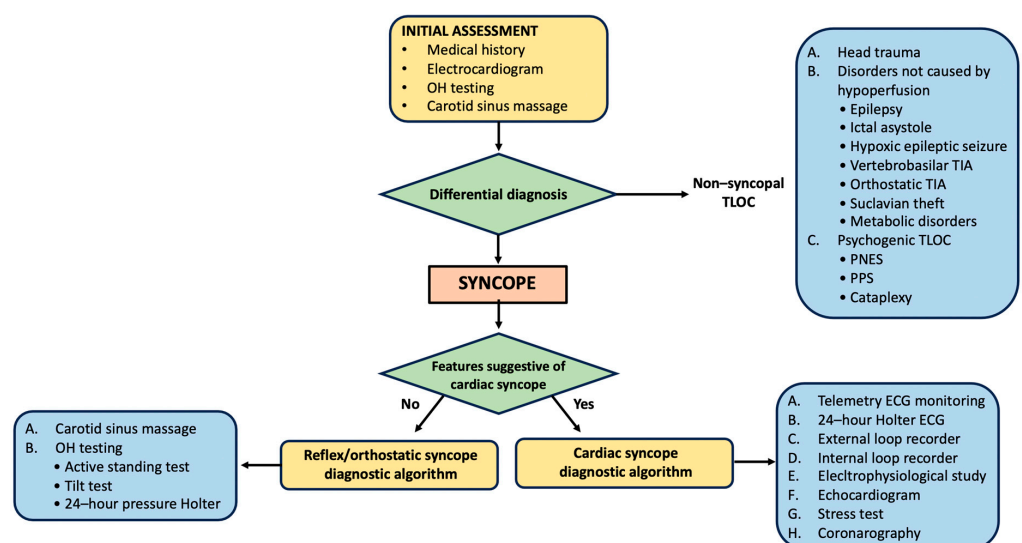 INITIAL ASSESSMENT
• Medical history
• Electrocardiogram
• OH testing
• Carotid sinus massage
Differential diagnosis
Non–syncopal
TLOC
A. Head trauma
B. Disorders not caused by
hypoperfusion
• Epilepsy
• Ictal asystole
• Hypoxic epileptic seizure
• Vertebrobasilar TIA
• Orthostatic TIA
• Suclavian theft
• Metabolic disorders
C. Psychogenic TLOC
• PNES
• PPS
• Cataplexy
SYNCOPE
Features suggestive of
cardiac syncope
No
Yes
Reflex/orthostatic syncope
diagnostic algorithm
A. Carotid sinus massage
B. OH testing
• Active standing test
• Tilt test
• 24–hour pressure Holter
Cardiac syncope
diagnostic algorithm
A. Telemetry ECG monitoring
B. 24–hour Holter ECG
C. External loop recorder
D. Internal loop recorder
E. Elecltrophysiological study
F. Echocardiogram
G. Stress test
H. Coronarography